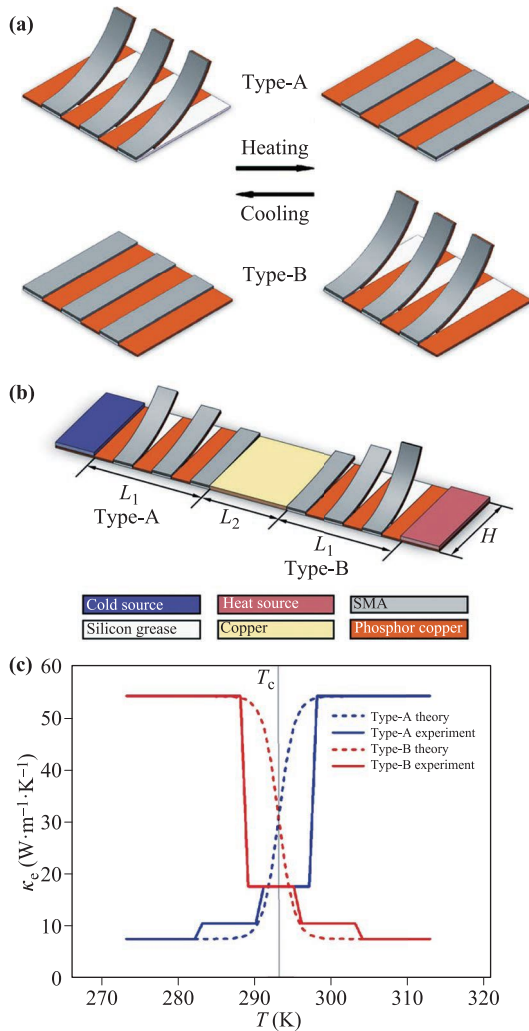 (a)
Type-A
Heating
Cooling
Type-B
(b)
L₁
Type-A
L₂
L₁
Type-B
H
Cold source
Heat source
SMA
Silicon grease
Copper
Phosphor copper
(c)
60
50
40
30
20
10
0
κₑ (W·m⁻¹·K⁻¹)
T_c
Type-A theory
Type-A experiment
Type-B theory
Type-B experiment
270 280 290 300 310 320
T (K)